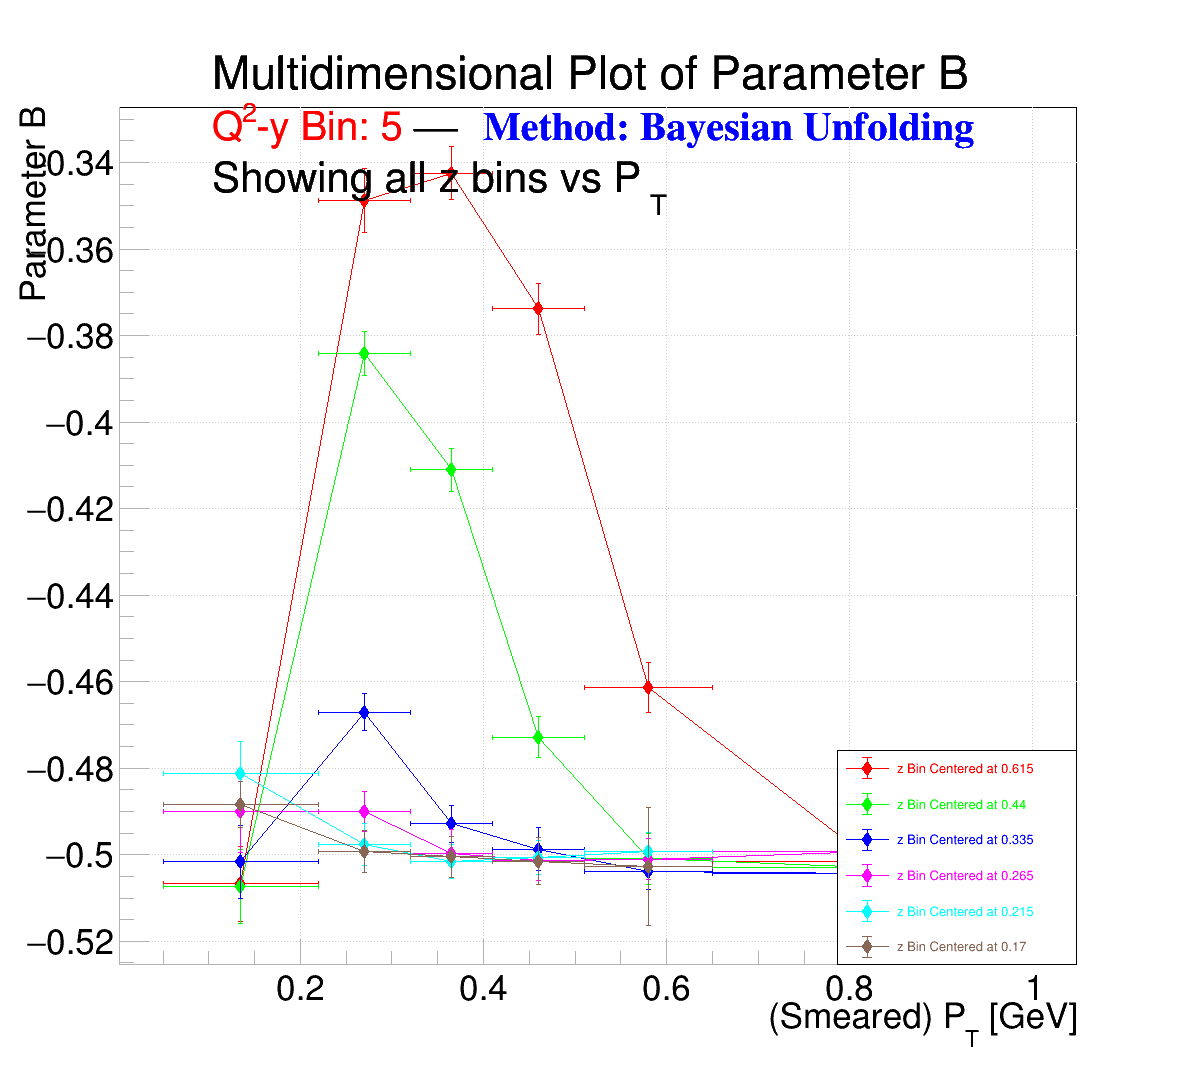 Multidimensional Plot of Parameter B
Q²-y Bin: 5 — Method: Bayesian Unfolding
Showing all z bins vs P_T
Parameter B
−0.34
−0.36
−0.38
−0.4
−0.42
−0.44
−0.46
−0.48
−0.5
−0.52
z Bin Centered at 0.615
z Bin Centered at 0.44
z Bin Centered at 0.335
z Bin Centered at 0.265
z Bin Centered at 0.215
z Bin Centered at 0.17
0.2 0.4 0.6 0.8 1
(Smeared) P_T [GeV]